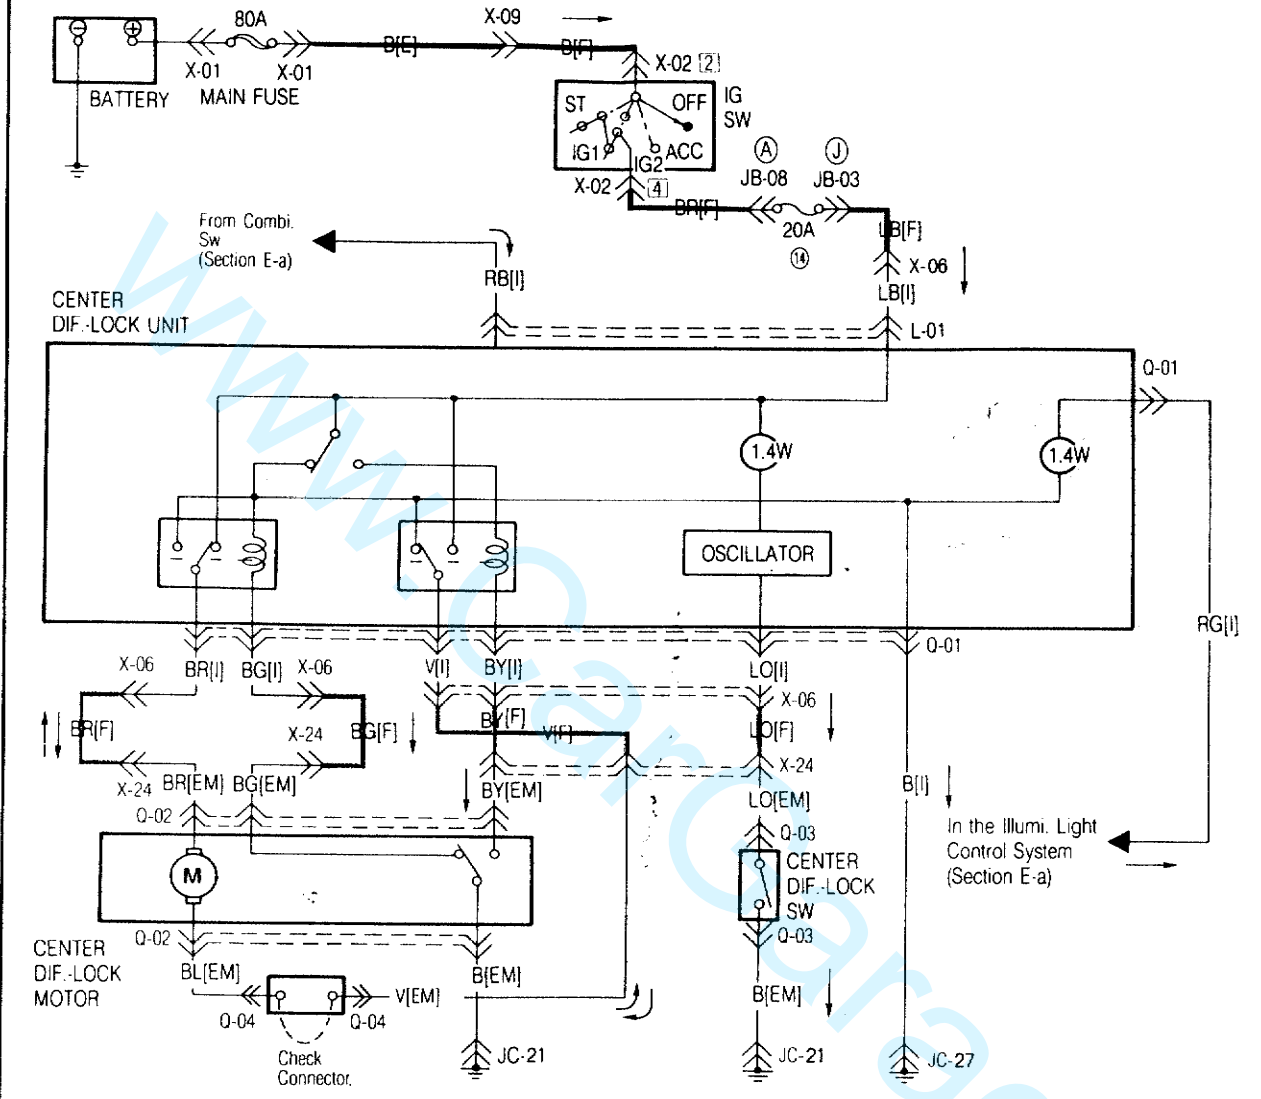 80A
X-09
X-01
X-01
B[E]
B[F]
BATTERY
MAIN FUSE
X-02 [2]
ST
OFF
IG
SW
IG1
IG2
ACC
X-02
4
A
J
JB-08
JB-03
BR[F]
20A
14
LB[F]
X-06
LB[I]
From Combi.
Sw
(Section E-a)
RB[I]
CENTER
DIF.-LOCK UNIT
L-01
Q-01
1.4W
1.4W
OSCILLATOR
RG[I]
Q-01
X-06
BR[I]
BG[I]
X-06
V[I]
BY[I]
LO[I]
X-06
BR[F]
X-24
BG[F]
BY[F]
V[F]
LO[F]
X-24
X-24
BR[EM]
BG[EM]
BY[EM]
LO[EM]
B[I]
Q-02
Q-03
In the Illumi. Light
Control System
(Section E-a)
M
CENTER
DIF.-LOCK
SW
Q-02
Q-03
CENTER
DIF.-LOCK
MOTOR
BL[EM]
B[EM]
V[EM]
B[EM]
Q-04
Q-04
Check
Connector.
JC-21
JC-21
JC-27
www.CarGara